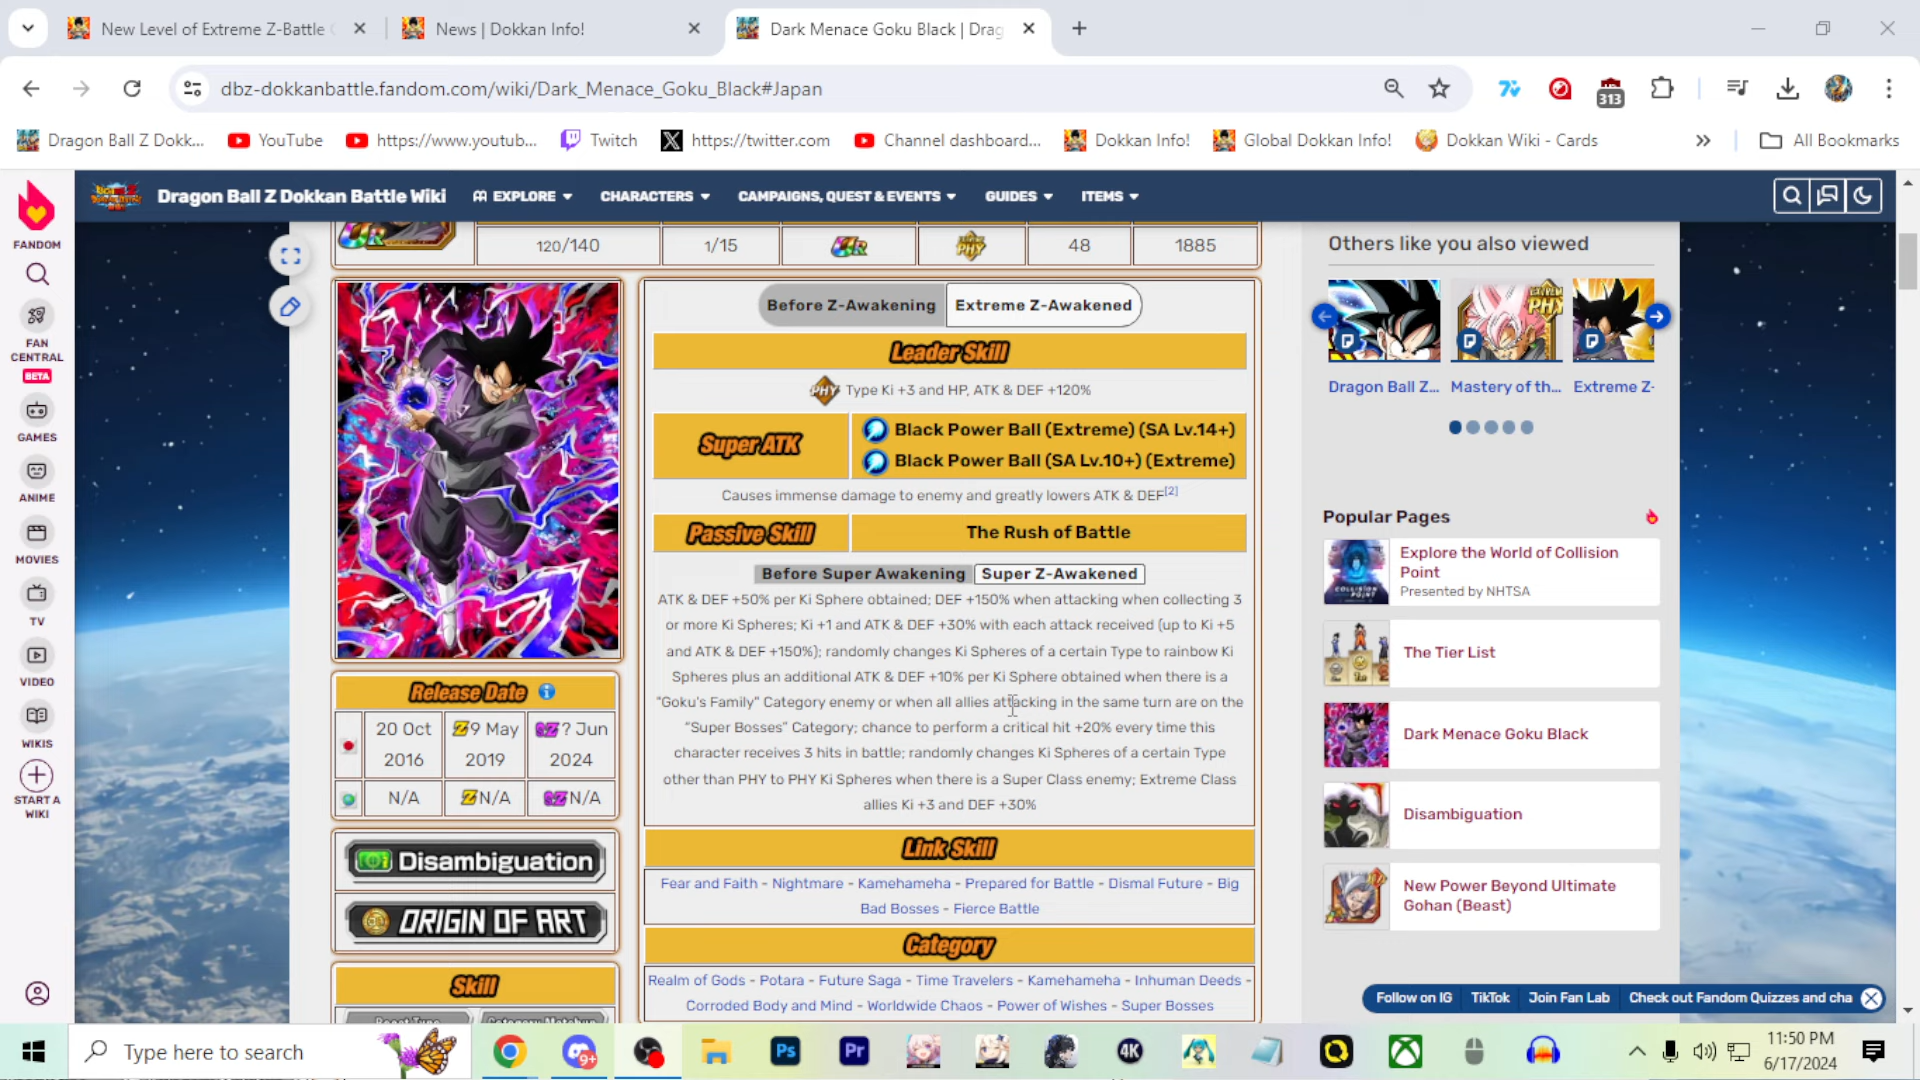 New Level of Extreme Z-Battle
News | Dokkan Info!
Dark Menace Goku Black | Drag
dbz-dokkanbattle.fandom.com/wiki/Dark_Menace_Goku_Black#Japan
313
Dragon Ball Z Dokk...
YouTube
https://www.youtub...
Twitch
https://twitter.com
Channel dashboard...
Dokkan Info!
Global Dokkan Info!
Dokkan Wiki - Cards
All Bookmarks
Dragon Ball Z Dokkan Battle Wiki
EXPLORE
CHARACTERS
CAMPAIGNS, QUEST & EVENTS
GUIDES
ITEMS
FANDOM
FAN CENTRAL
BETA
GAMES
ANIME
MOVIES
TV
VIDEO
WIKIS
START A WIKI
120/140
1/15
UR
PHY
48
1885
Before Z-Awakening
Extreme Z-Awakened
Leader Skill
PHY Type Ki +3 and HP, ATK & DEF +120%
Super ATK
Black Power Ball (Extreme) (SA Lv.14+)
Black Power Ball (SA Lv.10+) (Extreme)
Causes immense damage to enemy and greatly lowers ATK & DEF[2]
Passive Skill
The Rush of Battle
Before Super Awakening
Super Z-Awakened
ATK & DEF +50% per Ki Sphere obtained; DEF +150% when attacking when collecting 3
or more Ki Spheres; Ki +1 and ATK & DEF +30% with each attack received (up to Ki +5
and ATK & DEF +150%); randomly changes Ki Spheres of a certain Type to rainbow Ki
Spheres plus an additional ATK & DEF +10% per Ki Sphere obtained when there is a
"Goku's Family" Category enemy or when all allies attacking in the same turn are on the
"Super Bosses" Category; chance to perform a critical hit +20% every time this
character receives 3 hits in battle; randomly changes Ki Spheres of a certain Type
other than PHY to PHY Ki Spheres when there is a Super Class enemy; Extreme Class
allies Ki +3 and DEF +30%
Link Skill
Fear and Faith - Nightmare - Kamehameha - Prepared for Battle - Dismal Future - Big
Bad Bosses - Fierce Battle
Category
Realm of Gods - Potara - Future Saga - Time Travelers - Kamehameha - Inhuman Deeds -
Corroded Body and Mind - Worldwide Chaos - Power of Wishes - Super Bosses
Release Date
20 Oct 2016
Z 9 May 2019
SZ ? Jun 2024
N/A
Z N/A
SZ N/A
Disambiguation
ORIGIN OF ART
Skill
Others like you also viewed
Dragon Ball Z...
Mastery of th...
Extreme Z-
Popular Pages
Explore the World of Collision
Point
Presented by NHTSA
The Tier List
Dark Menace Goku Black
Disambiguation
New Power Beyond Ultimate
Gohan (Beast)
Follow on IG
TikTok
Join Fan Lab
Check out Fandom Quizzes and cha
Type here to search
9+
Ps
Pr
4K
11:50 PM
6/17/2024